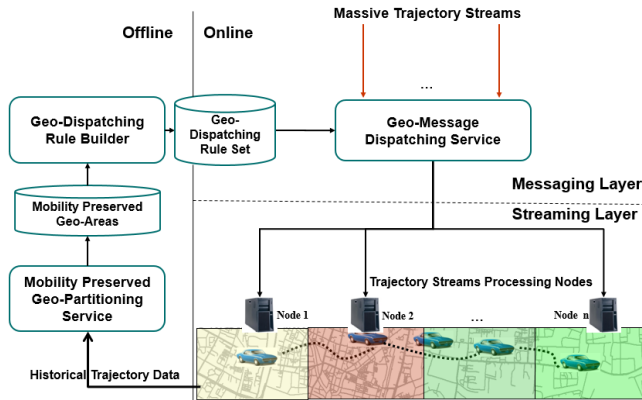 Offline
Online
Massive Trajectory Streams
...
Geo-Dispatching
Rule Builder
Geo-
Dispatching
Rule Set
Geo-Message
Dispatching Service
Messaging Layer
Streaming Layer
Mobility Preserved
Geo-Areas
Mobility Preserved
Geo-Partitioning
Service
Trajectory Streams Processing Nodes
Node 1
Node 2
...
Node n
Historical Trajectory Data